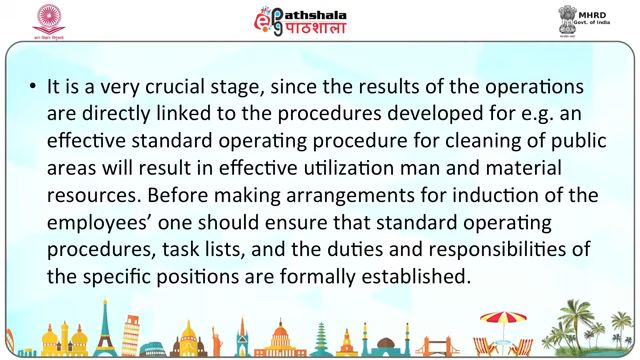 ePathshala
पाठशाला
MHRD
Govt. of India
• It is a very crucial stage, since the results of the operations
are directly linked to the procedures developed for e.g. an
effective standard operating procedure for cleaning of public
areas will result in effective utilization man and material
resources. Before making arrangements for induction of the
employees’ one should ensure that standard operating
procedures, task lists, and the duties and responsibilities of
the specific positions are formally established.